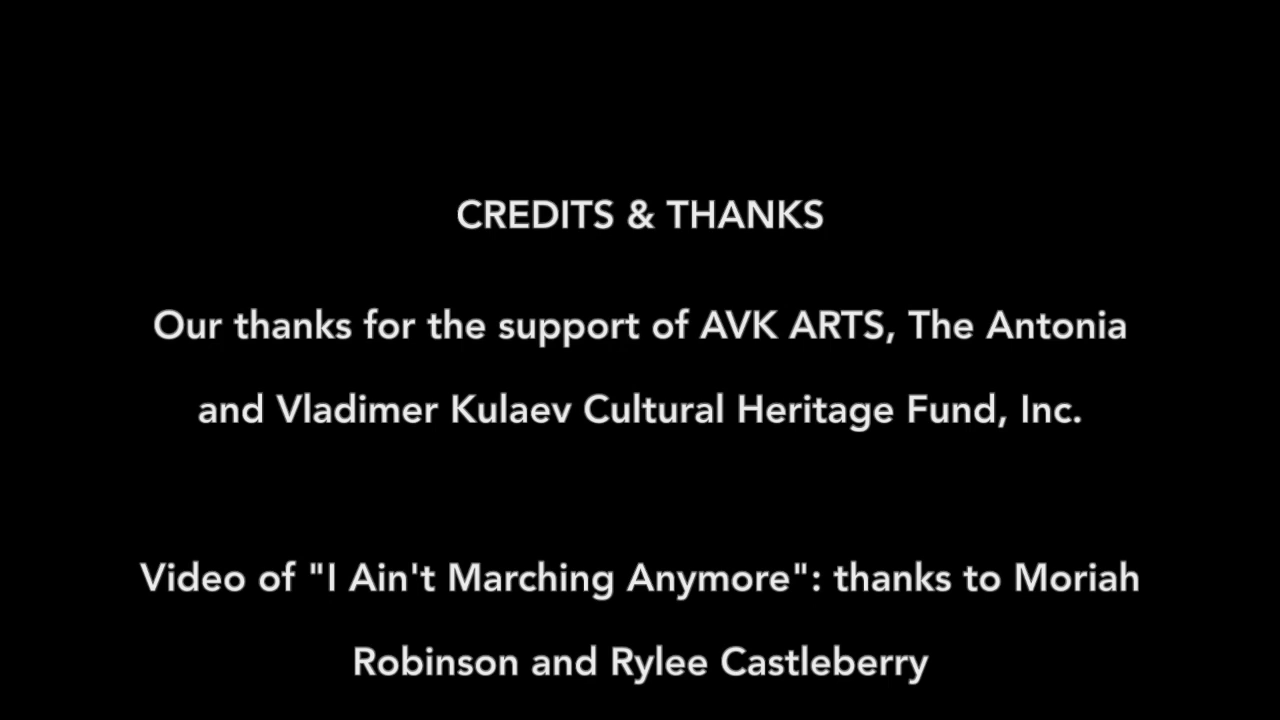 CREDITS & THANKS
Our thanks for the support of AVK ARTS, The Antonia
and Vladimer Kulaev Cultural Heritage Fund, Inc.
Video of "I Ain't Marching Anymore": thanks to Moriah
Robinson and Rylee Castleberry